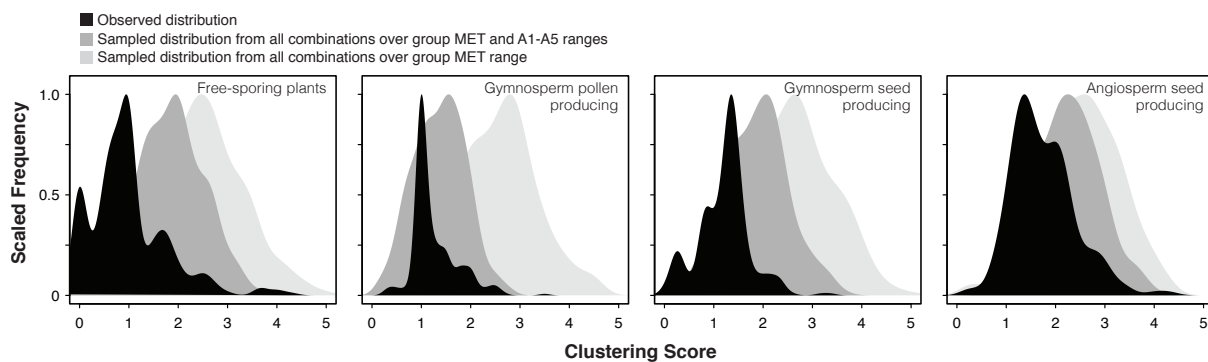 Observed distribution
Sampled distribution from all combinations over group MET and A1-A5 ranges
Sampled distribution from all combinations over group MET range
Free-sporing plants
Gymnosperm pollen
producing
Gymnosperm seed
producing
Angiosperm seed
producing
Scaled Frequency
1.0
0.5
0
0 1 2 3 4 5
0 1 2 3 4 5
0 1 2 3 4 5
0 1 2 3 4 5
Clustering Score